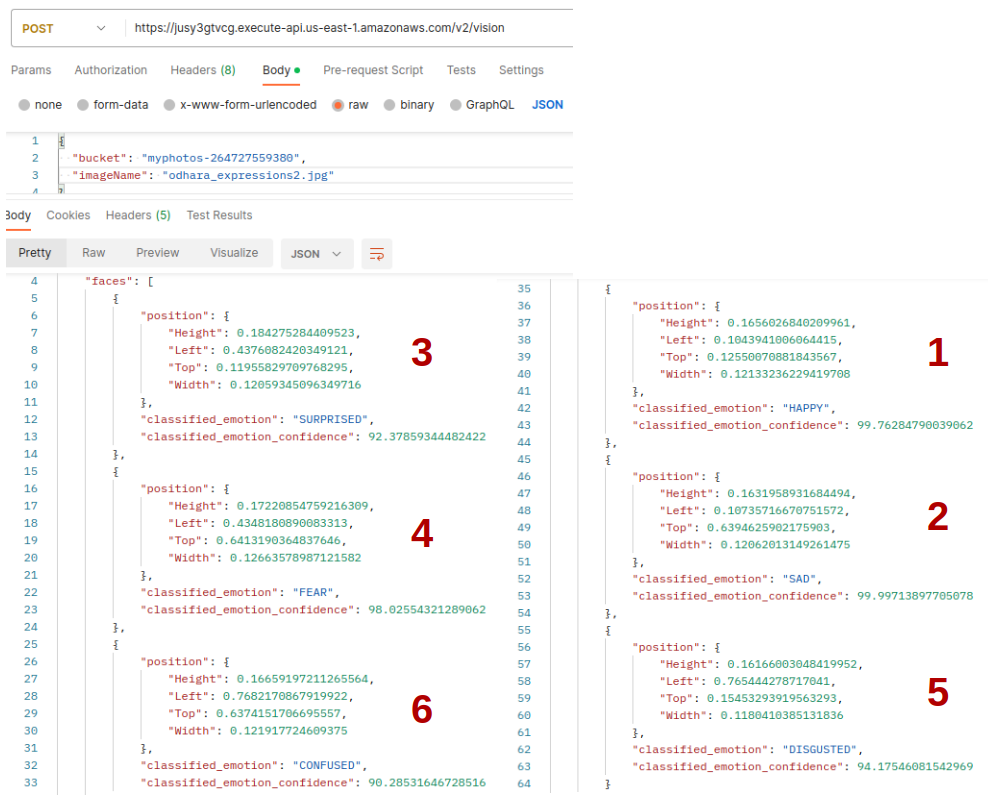 POST https://jusy3gtvcg.execute-api.us-east-1.amazonaws.com/v2/vision
Params Authorization Headers (8) Body Pre-request Script Tests Settings
none form-data x-www-form-urlencoded raw binary GraphQL JSON
1 {
2 "bucket": "myphotos-264727559380",
3 "imageName": "odhara_expressions2.jpg"
4 }
Body Cookies Headers (5) Test Results
Pretty Raw Preview Visualize JSON
4 "faces": [
5 {
6 "position": {
7 "Height": 0.184275284409523,
8 "Left": 0.4376082420349121,
9 "Top": 0.11955829709768295,
10 "Width": 0.12059345096349716
11 },
12 "classified_emotion": "SURPRISED",
13 "classified_emotion_confidence": 92.37859344482422
14 },
3
15 {
16 "position": {
17 "Height": 0.17220854759216309,
18 "Left": 0.4348180890083313,
19 "Top": 0.6413190364837646,
20 "Width": 0.12663578987121582
21 },
22 "classified_emotion": "FEAR",
23 "classified_emotion_confidence": 98.02554321289062
24 },
4
25 {
26 "position": {
27 "Height": 0.16659197211265564,
28 "Left": 0.7682170867919922,
29 "Top": 0.6374151706695557,
30 "Width": 0.121917724609375
31 },
32 "classified_emotion": "CONFUSED",
33 "classified_emotion_confidence": 90.28531646728516
6
35 {
36 "position": {
37 "Height": 0.1656026840209961,
38 "Left": 0.1043941006064415,
39 "Top": 0.12550070881843567,
40 "Width": 0.12133236229419708
41 },
42 "classified_emotion": "HAPPY",
43 "classified_emotion_confidence": 99.76284790039062
44 },
1
45 {
46 "position": {
47 "Height": 0.1631958931684494,
48 "Left": 0.10735716670751572,
49 "Top": 0.6394625902175903,
50 "Width": 0.12062013149261475
51 },
52 "classified_emotion": "SAD",
53 "classified_emotion_confidence": 99.99713897705078
54 },
2
55 {
56 "position": {
57 "Height": 0.16166003048419952,
58 "Left": 0.765444278717041,
59 "Top": 0.15453293919563293,
60 "Width": 0.1180410385131836
61 },
62 "classified_emotion": "DISGUSTED",
63 "classified_emotion_confidence": 94.17546081542969
64 }
5